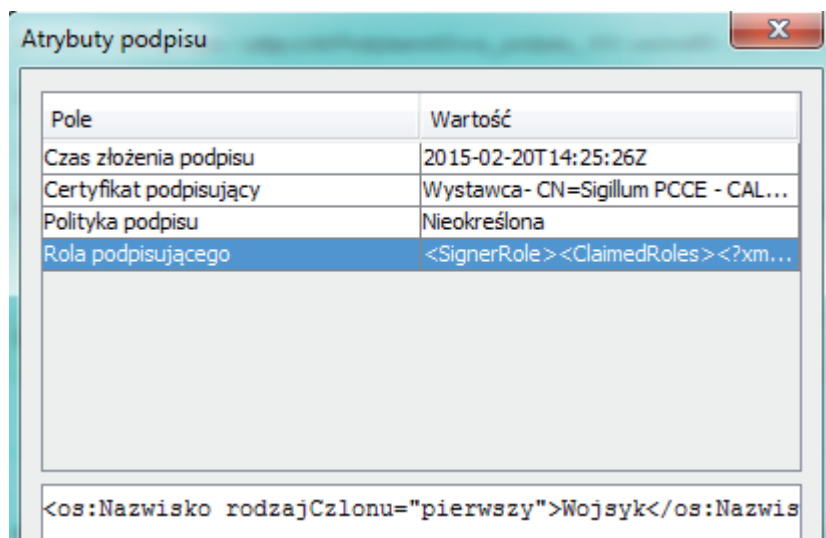 Atrybuty podpisu
Pole Wartość
Czas złożenia podpisu 2015-02-20T14:25:26Z
Certyfikat podpisujący Wystawca- CN=Sigillum PCCE - CAL...
Polityka podpisu Nieokreślona
Rola podpisującego <SignerRole><ClaimedRoles><?xm...
<os:Nazwisko rodzajCzlonu="pierwszy">Wojsyk</os:Nazwis